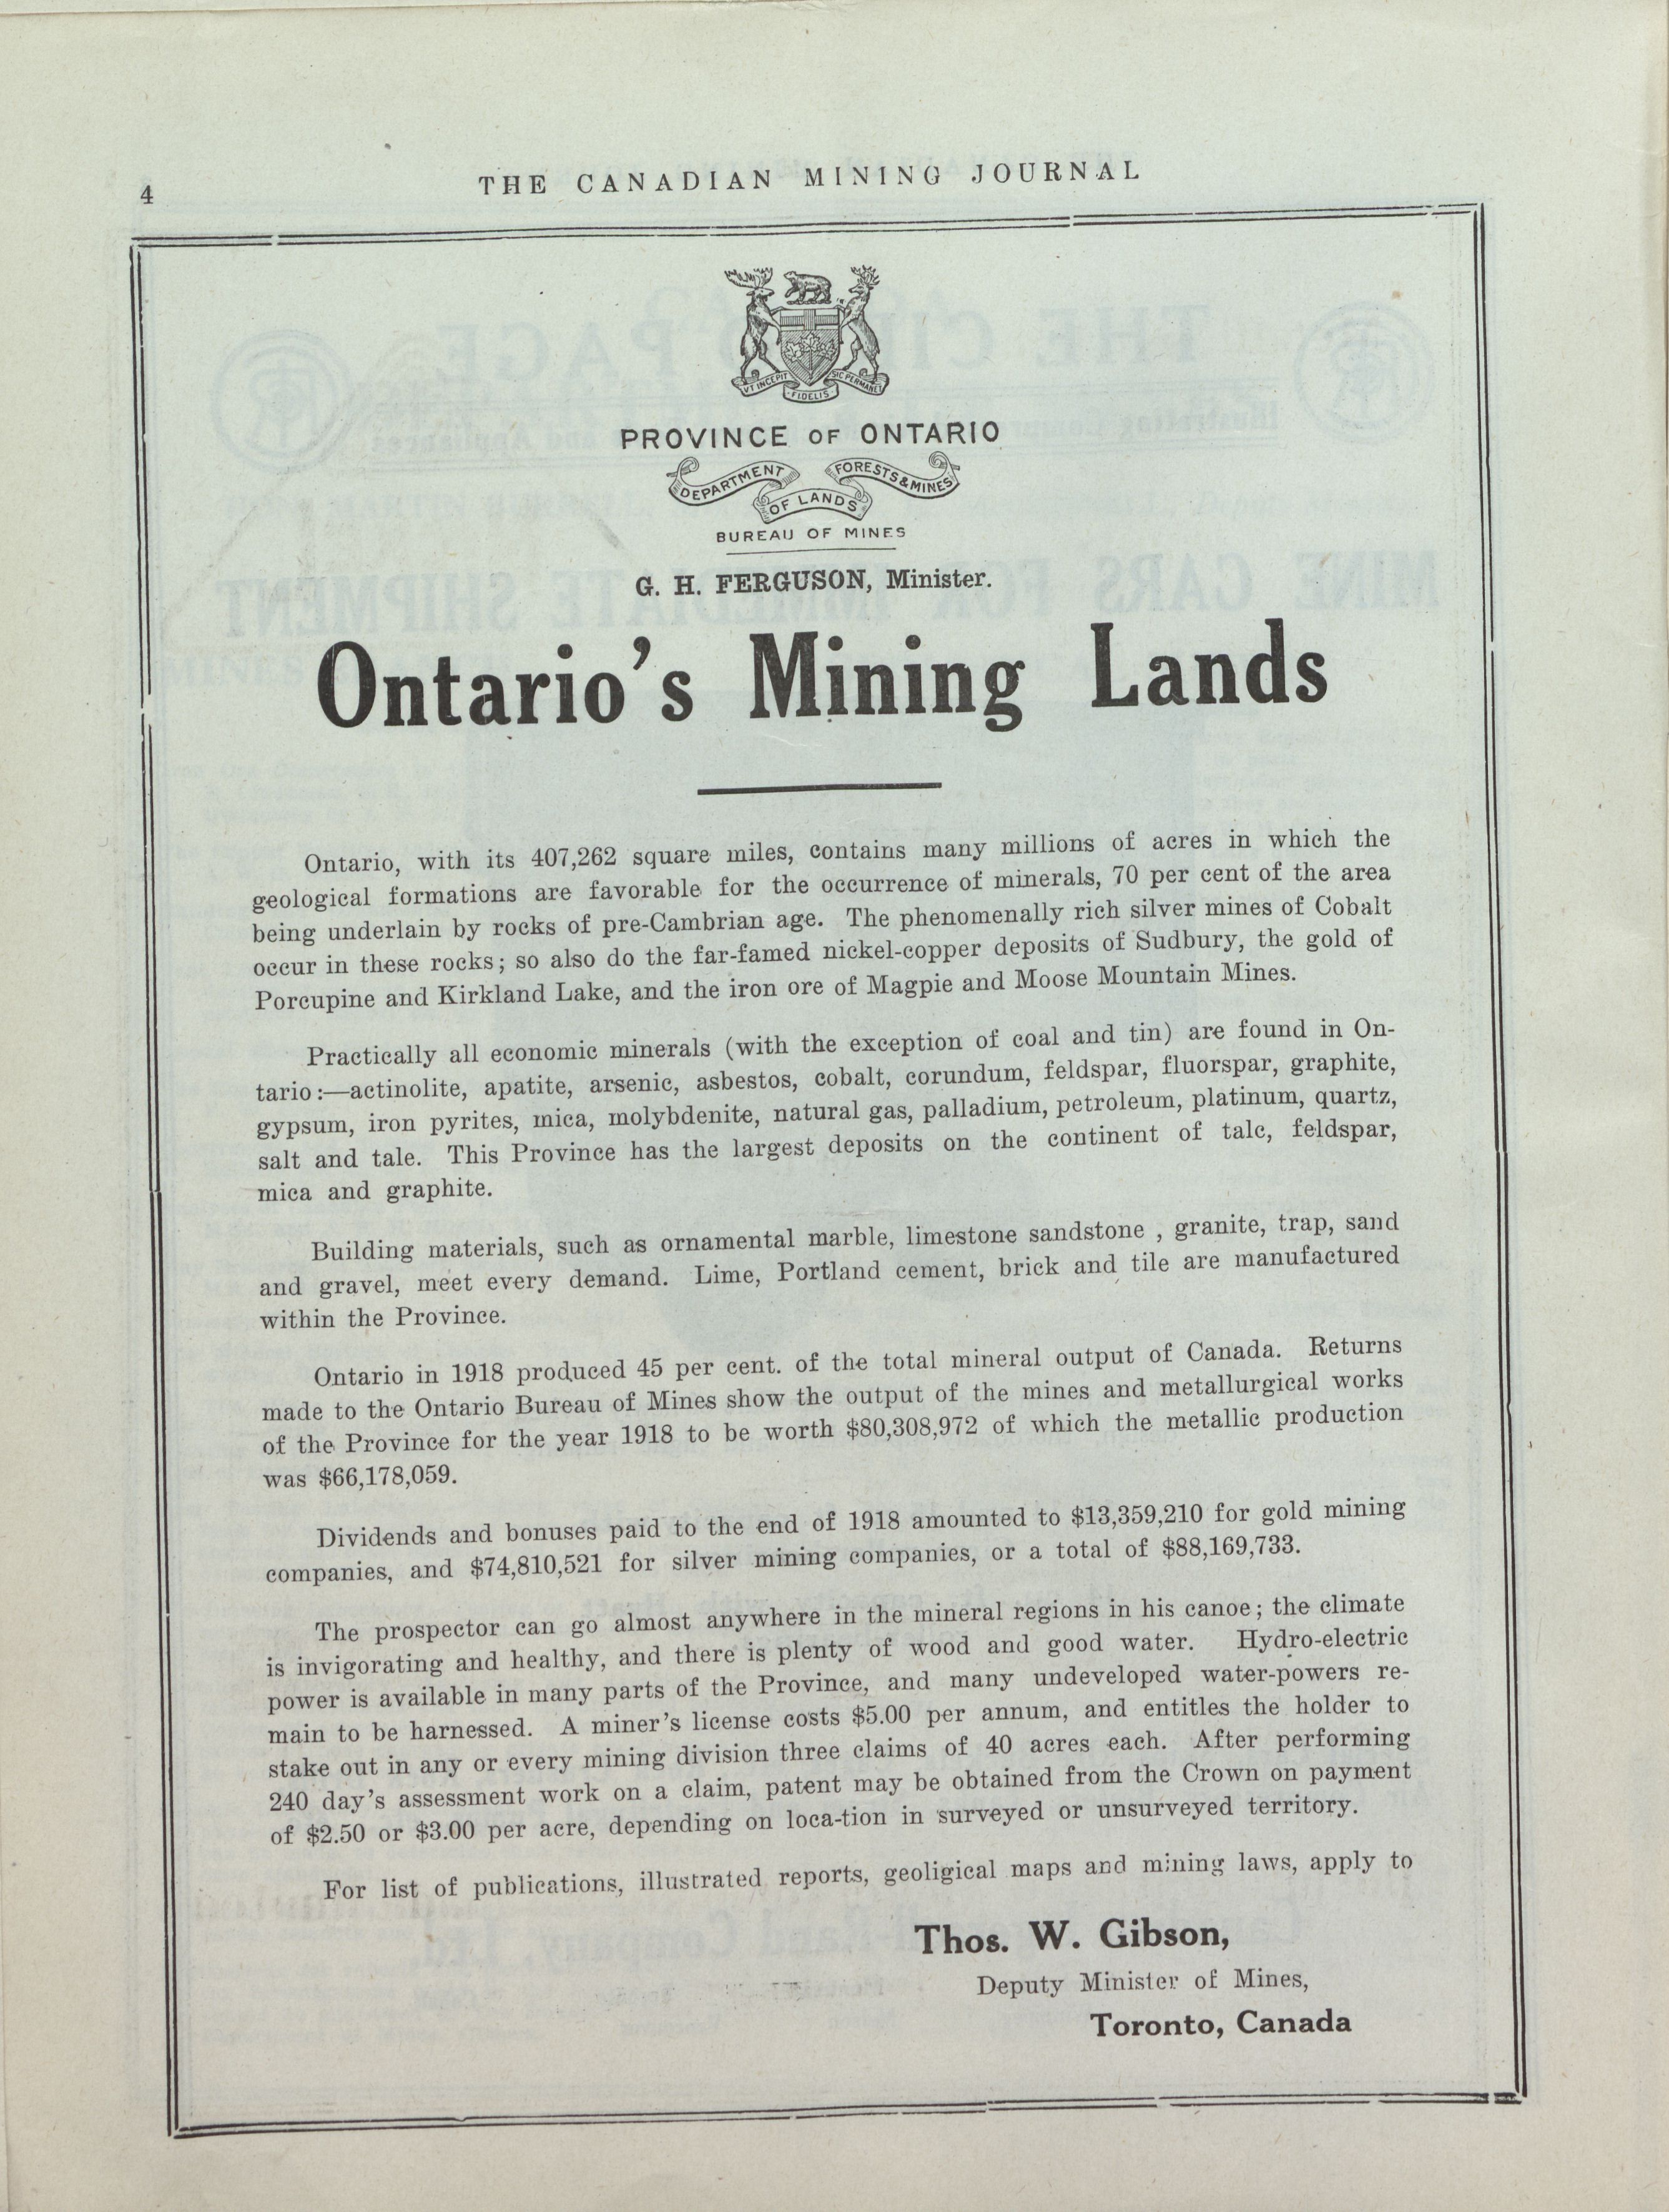 4
THE CANADIAN MINING JOURNAL
VT INCEPIT
FIDELIS
SIC PERMANET
PROVINCE OF ONTARIO
DEPARTMENT
OF LANDS
FORESTS & MINES
BUREAU OF MINES
G. H. FERGUSON, Minister.
Ontario's Mining Lands
Ontario, with its 407,262 square miles, contains many millions of acres in which the
geological formations are favorable for the occurrence of minerals, 70 per cent of the area
being underlain by rocks of pre-Cambrian age. The phenomenally rich silver mines of Cobalt
occur in these rocks; so also do the far-famed nickel-copper deposits of Sudbury, the gold of
Porcupine and Kirkland Lake, and the iron ore of Magpie and Moose Mountain Mines.
Practically all economic minerals (with the exception of coal and tin) are found in On-
tario:—actinolite, apatite, arsenic, asbestos, cobalt, corundum, feldspar, fluorspar, graphite,
gypsum, iron pyrites, mica, molybdenite, natural gas, palladium, petroleum, platinum, quartz,
salt and tale. This Province has the largest deposits on the continent of talc, feldspar,
mica and graphite.
Building materials, such as ornamental marble, limestone sandstone , granite, trap, sand
and gravel, meet every demand. Lime, Portland cement, brick and tile are manufactured
within the Province.
Ontario in 1918 produced 45 per cent. of the total mineral output of Canada. Returns
made to the Ontario Bureau of Mines show the output of the mines and metallurgical works
of the Province for the year 1918 to be worth $80,308,972 of which the metallic production
was $66,178,059.
Dividends and bonuses paid to the end of 1918 amounted to $13,359,210 for gold mining
companies, and $74,810,521 for silver mining companies, or a total of $88,169,733.
The prospector can go almost anywhere in the mineral regions in his canoe; the climate
is invigorating and healthy, and there is plenty of wood and good water. Hydro-electric
power is available in many parts of the Province, and many undeveloped water-powers re-
main to be harnessed. A miner's license costs $5.00 per annum, and entitles the holder to
stake out in any or every mining division three claims of 40 acres each. After performing
240 day's assessment work on a claim, patent may be obtained from the Crown on payment
of $2.50 or $3.00 per acre, depending on loca-tion in surveyed or unsurveyed territory.
For list of publications, illustrated reports, geoligical maps and mining laws, apply to
Thos. W. Gibson,
Deputy Minister of Mines,
Toronto, Canada